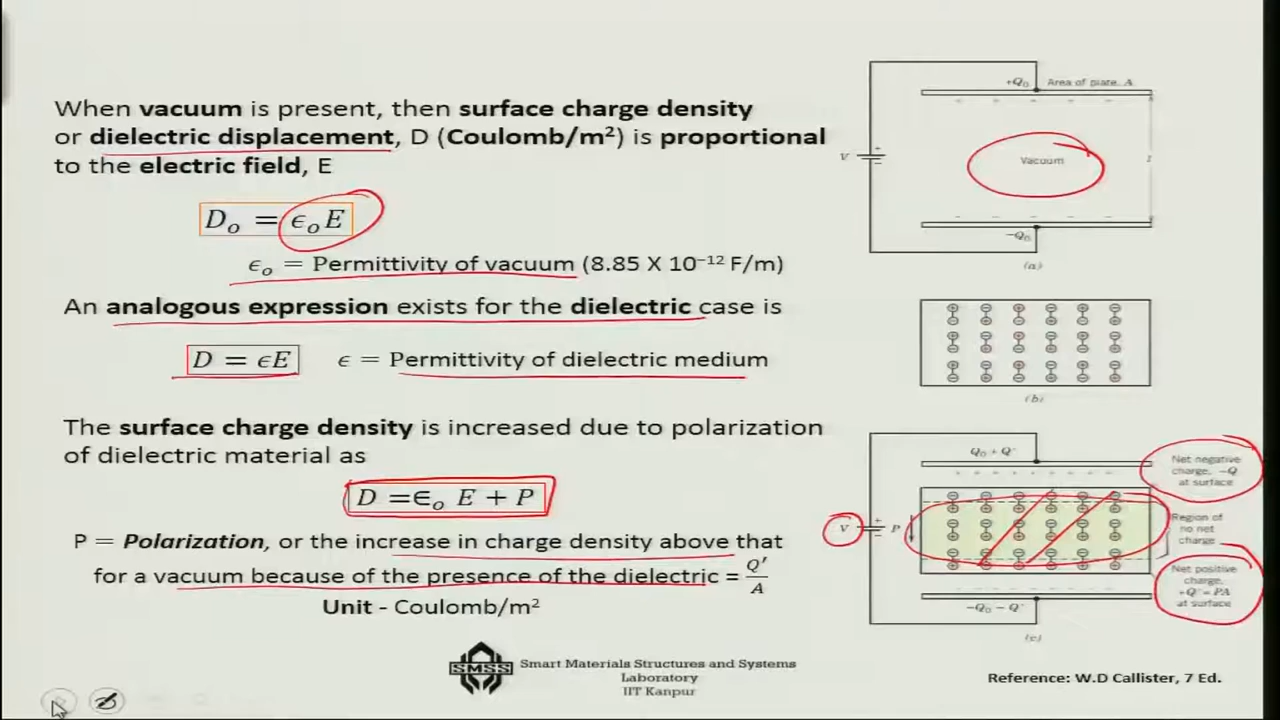 When vacuum is present, then surface charge density
or dielectric displacement, D (Coulomb/m²) is proportional
to the electric field, E
Dₒ = ϵₒE
ϵₒ = Permittivity of vacuum (8.85 X 10⁻¹² F/m)
An analogous expression exists for the dielectric case is
D = ϵE ϵ = Permittivity of dielectric medium
The surface charge density is increased due to polarization
of dielectric material as
D =ϵₒ E + P
P = Polarization, or the increase in charge density above that
for a vacuum because of the presence of the dielectric = Q′/A
Unit - Coulomb/m²
+Q₀ Area of plate, A
V
+
−
Vacuum
l
−Q₀
(a)
(b)
Q₀ + Q′
Net negative
charge, −Q
at surface
V
+
−
P
Region of
no net
charge
Net positive
charge,
+Q′ = PA
at surface
−Q₀ − Q′
(c)
SMSS
Smart Materials Structures and Systems
Laboratory
IIT Kanpur
Reference: W.D Callister, 7 Ed.